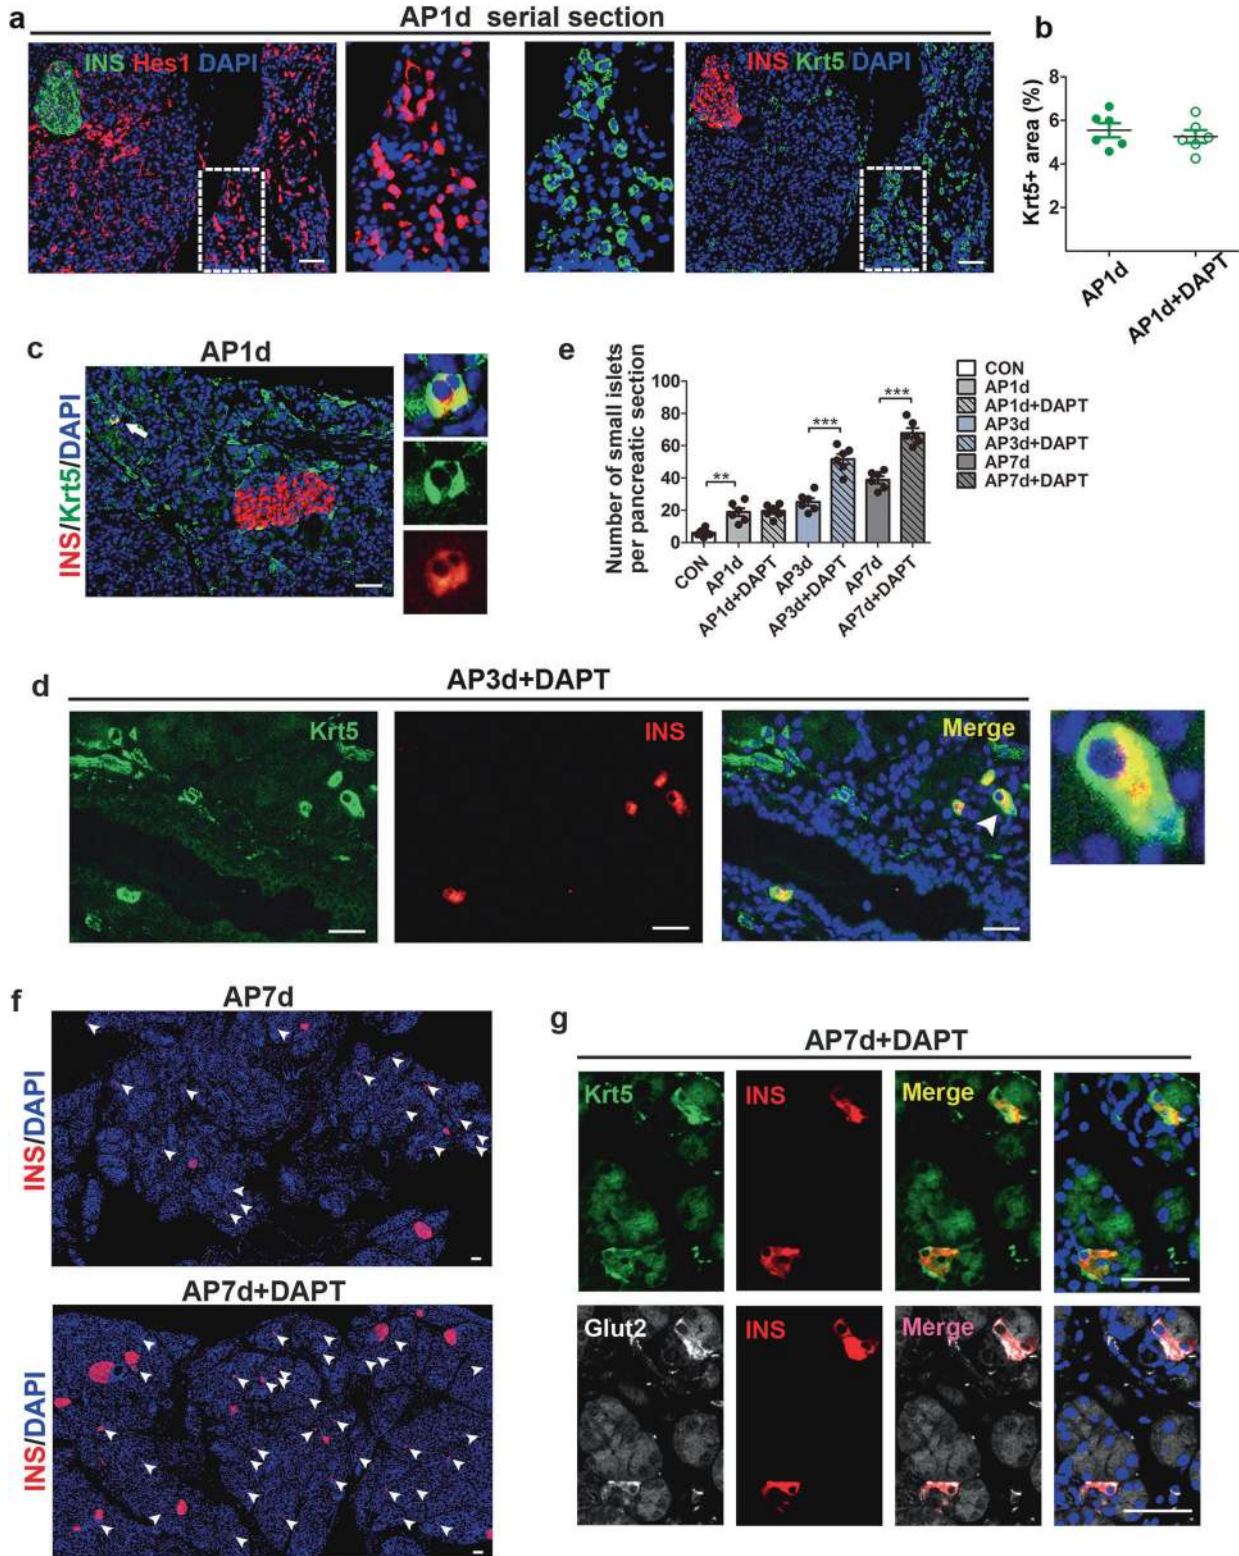 a
AP1d serial section
INS Hes1 DAPI
INS Krt5 DAPI
b
Krt5+ area (%)
8
6
4
2
AP1d
AP1d+DAPT
c
AP1d
INS/Krt5/DAPI
e
Number of small islets
per pancreatic section
100
80
60
40
20
0
**
***
***
CON
AP1d
AP1d+DAPT
AP3d
AP3d+DAPT
AP7d
AP7d+DAPT
CON
AP1d
AP1d+DAPT
AP3d
AP3d+DAPT
AP7d
AP7d+DAPT
d
AP3d+DAPT
Krt5
INS
Merge
f
AP7d
INS/DAPI
AP7d+DAPT
INS/DAPI
g
AP7d+DAPT
Krt5
INS
Merge
Glut2
INS
Merge